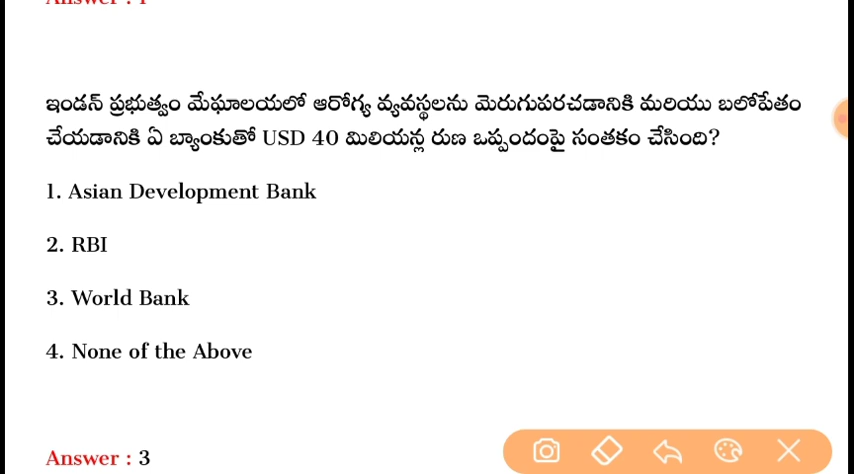 ఇండన్ ప్రభుత్వం మేఘాలయలో ఆరోగ్య వ్యవస్థలను మెరుగుపరచడానికి మరియు బలోపేతం
చేయడానికి ఏ బ్యాంకుతో USD 40 మిలియన్ల రుణ ఒప్పందంపై సంతకం చేసింది?
1. Asian Development Bank
2. RBI
3. World Bank
4. None of the Above
Answer : 3